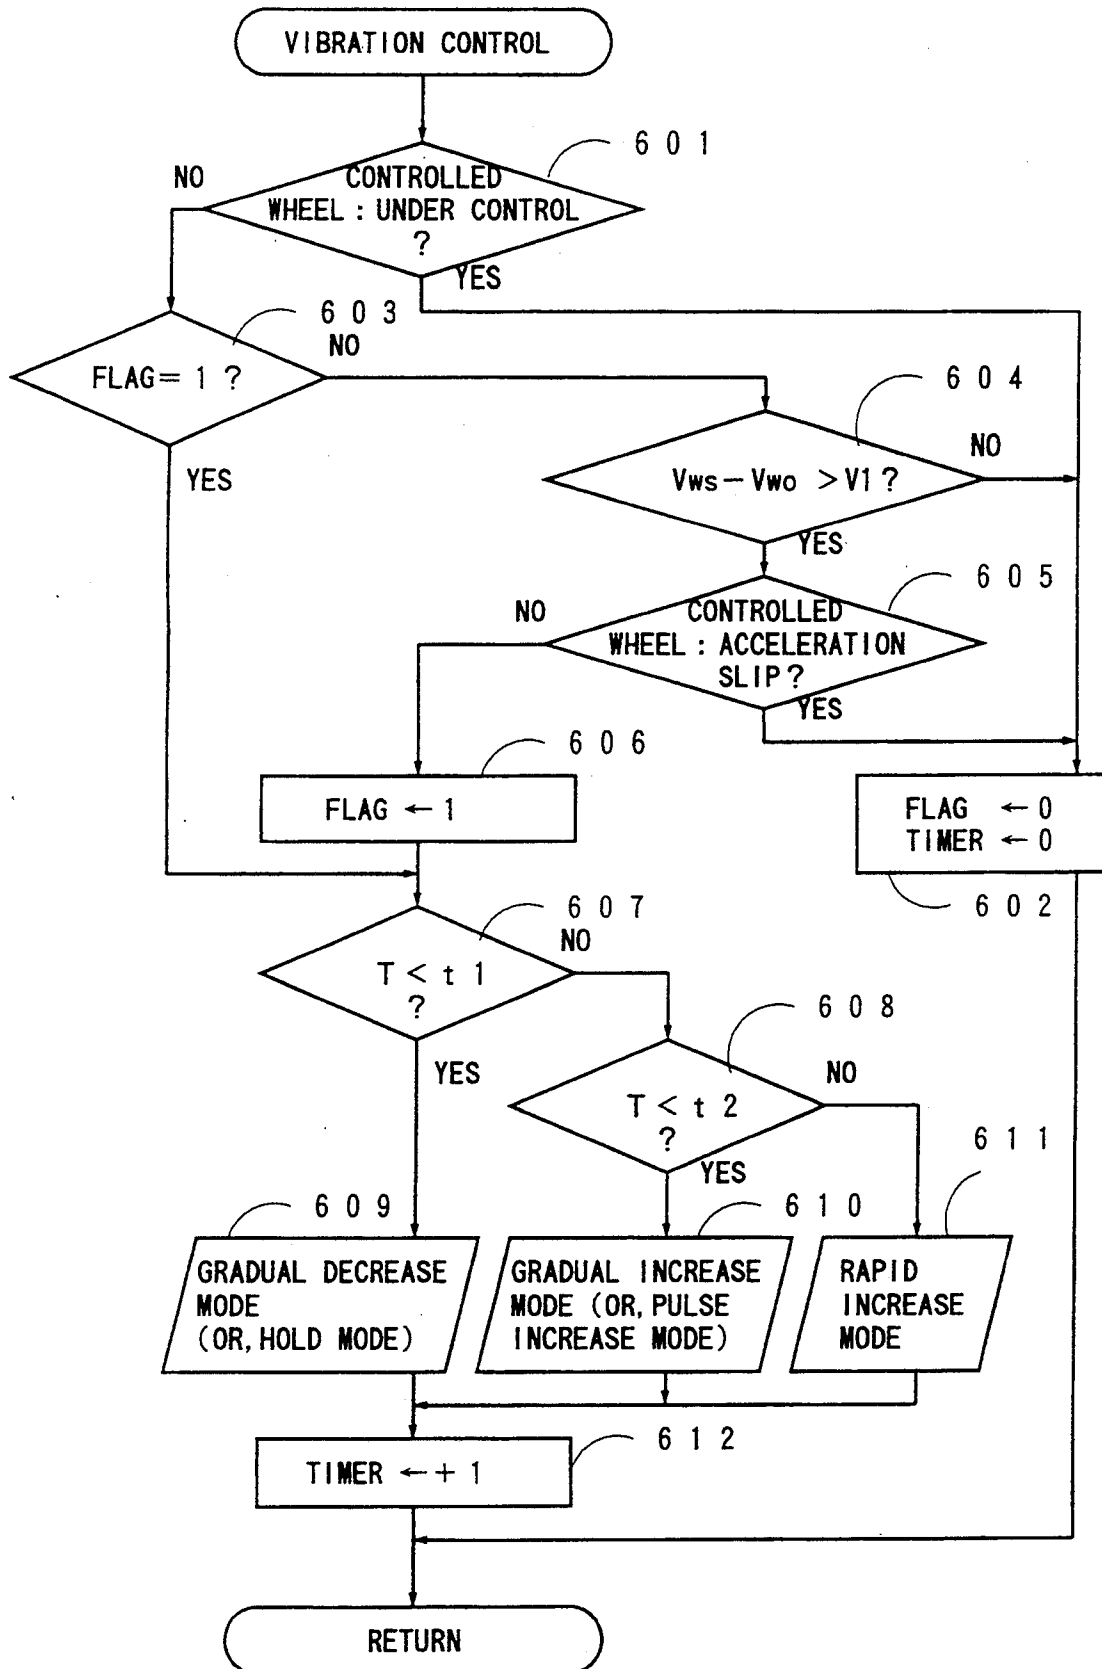 VIBRATION CONTROL
601
NO
CONTROLLED
WHEEL : UNDER CONTROL
?
YES
603
NO
FLAG= 1 ?
YES
604
NO
Vws－Vwo >V1?
YES
605
NO
CONTROLLED
WHEEL : ACCELERATION
SLIP?
YES
606
FLAG ←1
FLAG ←0
TIMER ←0
602
607
NO
T < t 1
?
YES
608
NO
T < t 2
?
YES
611
609
610
GRADUAL DECREASE
MODE
(OR, HOLD MODE)
GRADUAL INCREASE
MODE (OR, PULSE
INCREASE MODE)
RAPID
INCREASE
MODE
612
TIMER ←+ 1
RETURN